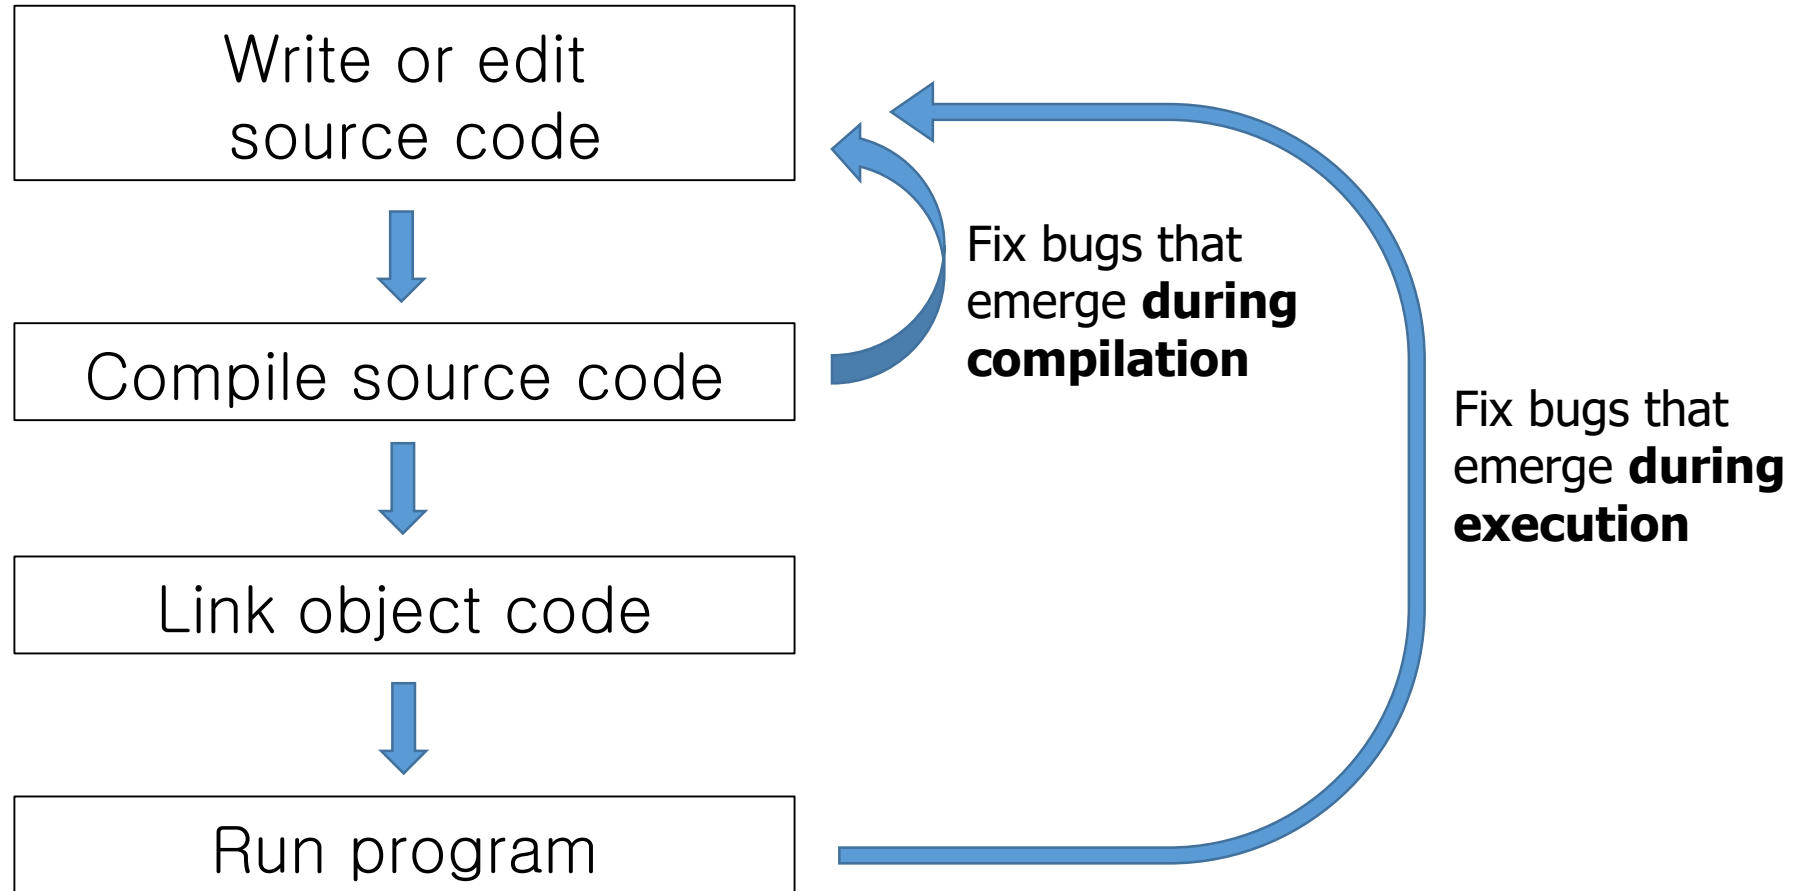 Write or edit
source code
Fix bugs that
emerge during
compilation
Compile source code
Fix bugs that
emerge during
execution
Link object code
Run program